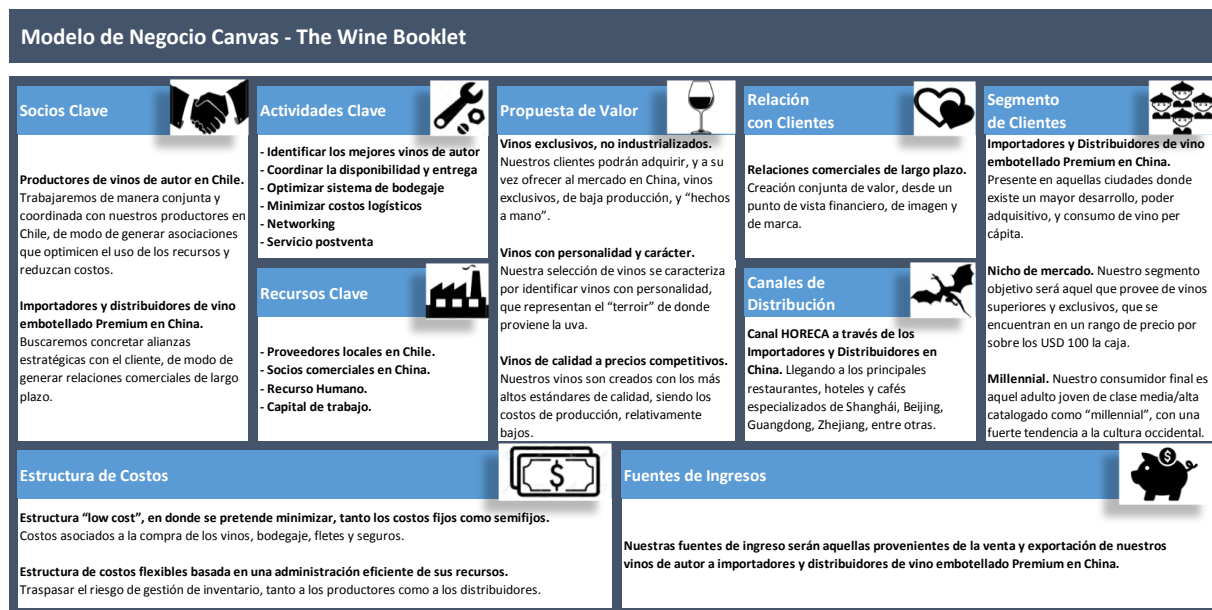 Modelo de Negocio Canvas - The Wine Booklet
Socios Clave
Productores de vinos de autor en Chile.
Trabajaremos de manera conjunta y
coordinada con nuestros productores en
Chile, de modo de generar asociaciones
que optimicen el uso de los recursos y
reduzcan costos.
Importadores y distribuidores de vino
embotellado Premium en China.
Buscaremos concretar alianzas
estratégicas con el cliente, de modo de
generar relaciones comerciales de largo
plazo.
Actividades Clave
- Identificar los mejores vinos de autor
- Coordinar la disponibilidad y entrega
- Optimizar sistema de bodegaje
- Minimizar costos logísticos
- Networking
- Servicio postventa
Recursos Clave
- Proveedores locales en Chile.
- Socios comerciales en China.
- Recurso Humano.
- Capital de trabajo.
Propuesta de Valor
Vinos exclusivos, no industrializados.
Nuestros clientes podrán adquirir, y a su
vez ofrecer al mercado en China, vinos
exclusivos, de baja producción, y “hechos
a mano”.
Vinos con personalidad y carácter.
Nuestra selección de vinos se caracteriza
por identificar vinos con personalidad,
que representan el “terroir” de donde
proviene la uva.
Vinos de calidad a precios competitivos.
Nuestros vinos son creados con los más
altos estándares de calidad, siendo los
costos de producción, relativamente
bajos.
Relación
con Clientes
Relaciones comerciales de largo plazo.
Creación conjunta de valor, desde un
punto de vista financiero, de imagen y
de marca.
Canales de
Distribución
Canal HORECA a través de los
Importadores y Distribuidores en
China. Llegando a los principales
restaurantes, hoteles y cafés
especializados de Shanghái, Beijing,
Guangdong, Zhejiang, entre otras.
Segmento
de Clientes
Importadores y Distribuidores de vino
embotellado Premium en China.
Presente en aquellas ciudades donde
existe un mayor desarrollo, poder
adquisitivo, y consumo de vino per
cápita.
Nicho de mercado. Nuestro segmento
objetivo será aquel que provee de vinos
superiores y exclusivos, que se
encuentran en un rango de precio por
sobre los USD 100 la caja.
Millennial. Nuestro consumidor final es
aquel adulto joven de clase media/alta
catalogado como “millennial”, con una
fuerte tendencia a la cultura occidental.
Estructura de Costos
Estructura “low cost”, en donde se pretende minimizar, tanto los costos fijos como semifijos.
Costos asociados a la compra de los vinos, bodegaje, fletes y seguros.
Estructura de costos flexibles basada en una administración eficiente de sus recursos.
Traspasar el riesgo de gestión de inventario, tanto a los productores como a los distribuidores.
Fuentes de Ingresos
Nuestras fuentes de ingreso serán aquellas provenientes de la venta y exportación de nuestros
vinos de autor a importadores y distribuidores de vino embotellado Premium en China.